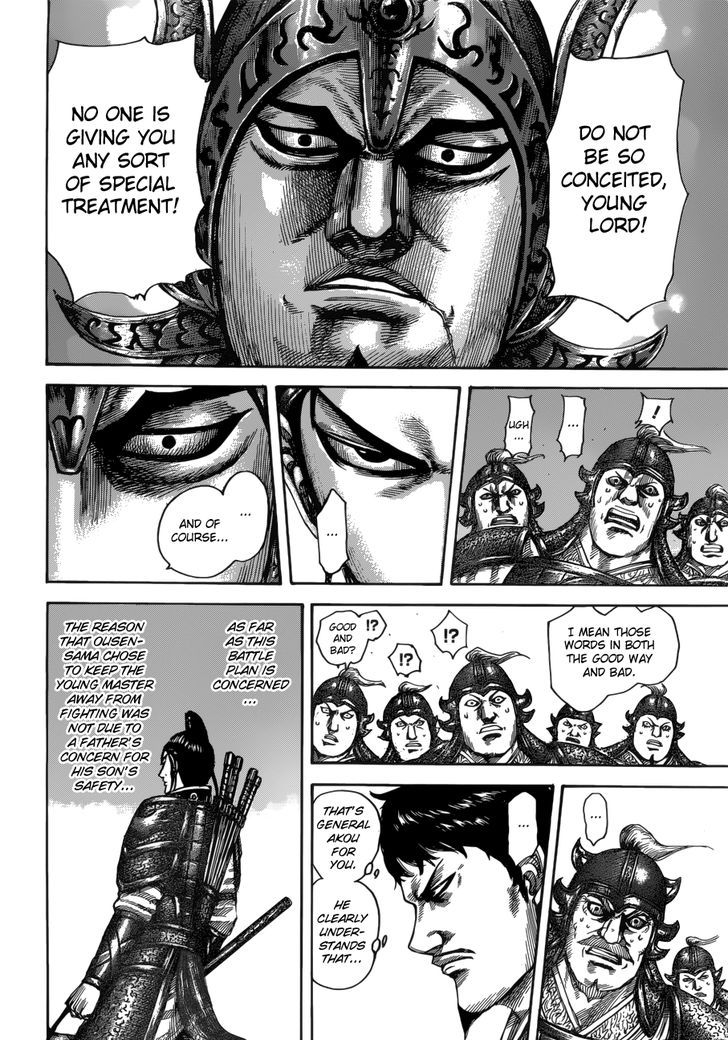 DO NOT
BE SO
CONCEITED,
YOUNG
LORD!
NO ONE IS
GIVING YOU
ANY SORT
OF SPECIAL
TREATMENT!
!
...
UGH...
...
...
AND OF
COURSE...
I MEAN THOSE
WORDS IN BOTH
THE GOOD WAY
AND BAD.
!?
!?
!?
GOOD
AND
BAD?
AS FAR
AS THIS
BATTLE
PLAN IS
CONCERNED
...
THE REASON
THAT OUSEN-
SAMA CHOSE
TO KEEP THE
YOUNG MASTER
AWAY FROM
FIGHTING WAS
NOT DUE TO
A FATHER'S
CONCERN FOR
HIS SON'S
SAFETY...
...
...
THAT'S
GENERAL
AKOU
FOR
YOU.
HE
CLEARLY
UNDER-
STANDS
THAT...